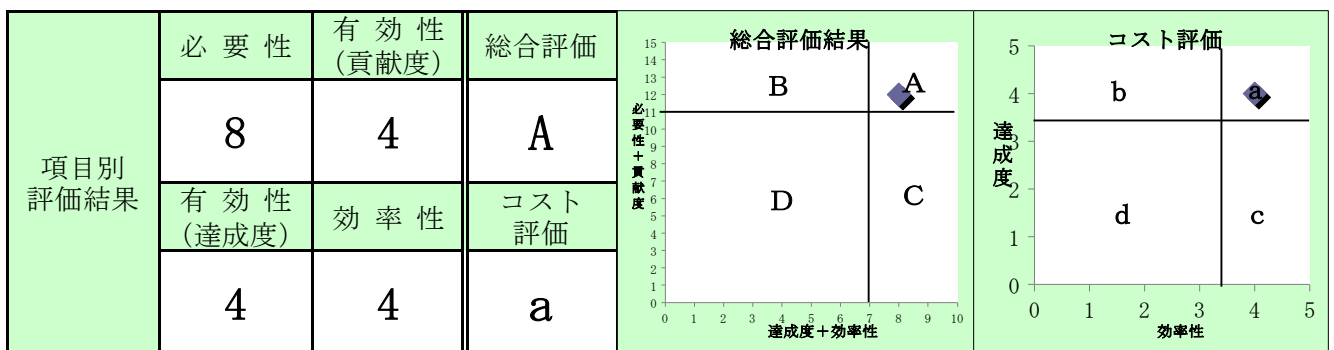 項目別
評価結果
必要性
有効性
(貢献度)
総合評価
8
4
A
有効性
(達成度)
効率性
コスト
評価
4
4
a
総合評価結果
15
14
13
12
11
10
9
8
7
6
5
4
3
2
1
0
必要性+貢献度
B
A
D
C
0 1 2 3 4 5 6 7 8 9 10
達成度+効率性
コスト評価
5
4
3
2
1
0
達成度
b
a
d
c
0 1 2 3 4 5
効率性